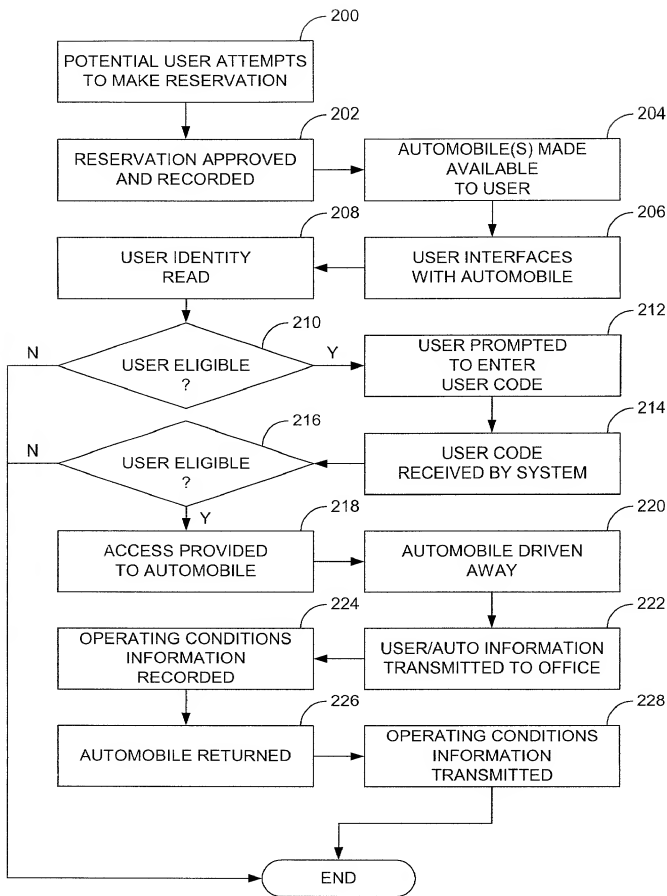 200
POTENTIAL USER ATTEMPTS
TO MAKE RESERVATION
202
RESERVATION APPROVED
AND RECORDED
204
AUTOMOBILE(S) MADE
AVAILABLE
TO USER
206
USER INTERFACES
WITH AUTOMOBILE
208
USER IDENTITY
READ
210
N
USER ELIGIBLE
?
Y
212
USER PROMPTED
TO ENTER
USER CODE
214
USER CODE
RECEIVED BY SYSTEM
216
N
USER ELIGIBLE
?
Y
218
ACCESS PROVIDED
TO AUTOMOBILE
220
AUTOMOBILE DRIVEN
AWAY
222
USER/AUTO INFORMATION
TRANSMITTED TO OFFICE
224
OPERATING CONDITIONS
INFORMATION
RECORDED
226
AUTOMOBILE RETURNED
228
OPERATING CONDITIONS
INFORMATION
TRANSMITTED
END